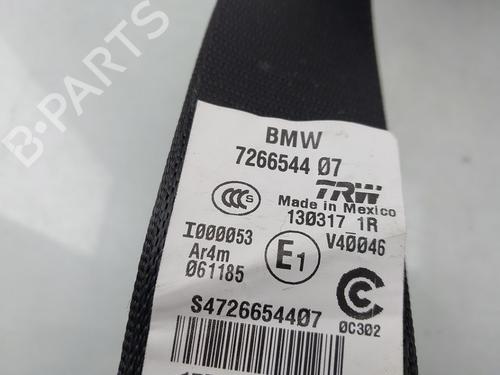 B-PARTS
BMW
7266544 07
CCC S
TRW
Made in Mexico
130317_1R
I000053
V40046
Ar4m
061185
E1
C
0C302
S4726654407